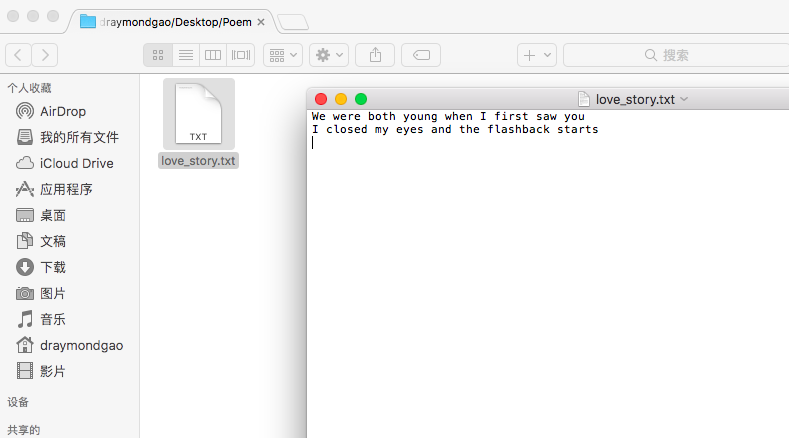 draymondgao/Desktop/Poem
搜索
个人收藏
AirDrop
我的所有文件
iCloud Drive
应用程序
桌面
文稿
下载
图片
音乐
draymondgao
影片
设备
共享的
TXT
love_story.txt
love_story.txt
We were both young when I first saw you
I closed my eyes and the flashback starts